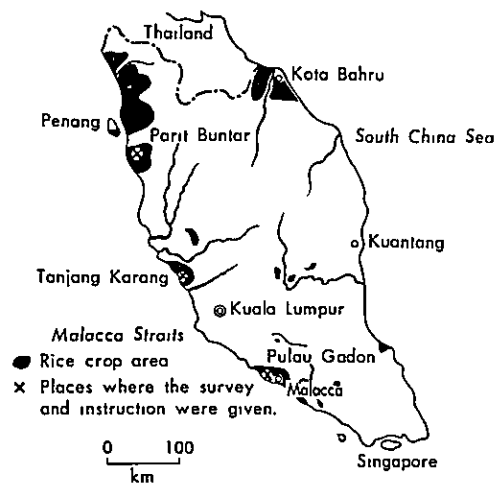 Thailand
Kota Bahru
Penang
Parit Buntar
South China Sea
Kuantang
Tanjang Karang
Kuala Lumpur
Malacca Straits
Rice crop area
Pulau Gadon
× Places where the survey
and instruction were given.
Malacca
0 100
km
Singapore